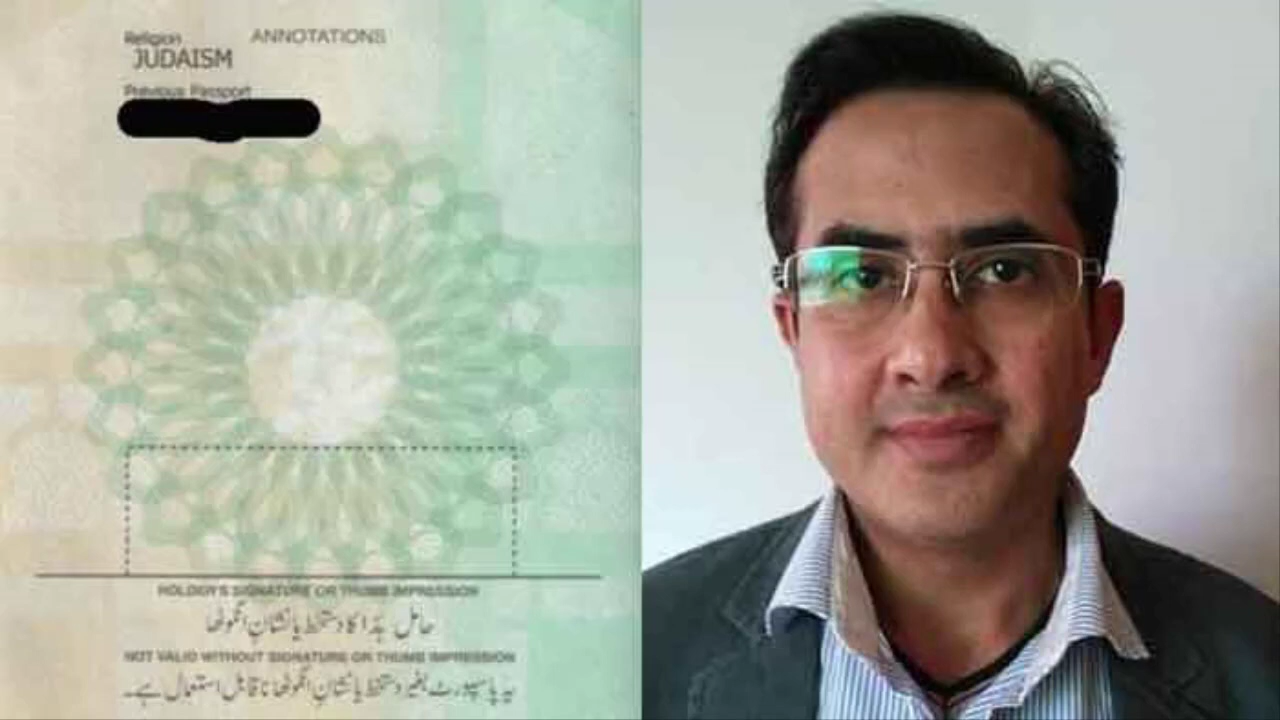 Religion ANNOTATIONS
JUDAISM
Previous Passport
HOLDER'S SIGNATURE OR THUMB IMPRESSION
حامل ہذا کا دستخط یا نشانِ انگوٹھا
NOT VALID WITHOUT SIGNATURE OR THUMB IMPRESSION
یہ پاسپورٹ بغیر دستخط یا نشانِ انگوٹھا ناقابلِ استعمال ہے۔